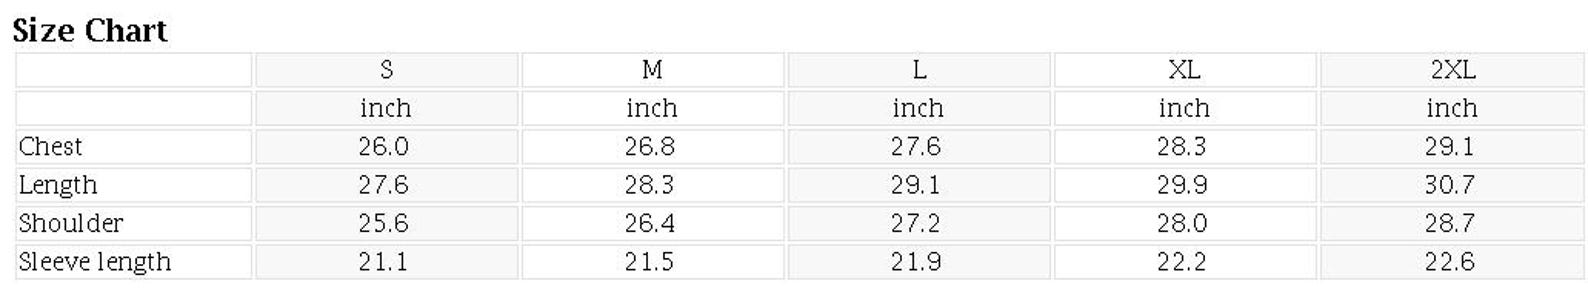 Size Chart
S M L XL 2XL
inch inch inch inch inch
Chest 26.0 26.8 27.6 28.3 29.1
Length 27.6 28.3 29.1 29.9 30.7
Shoulder 25.6 26.4 27.2 28.0 28.7
Sleeve length 21.1 21.5 21.9 22.2 22.6